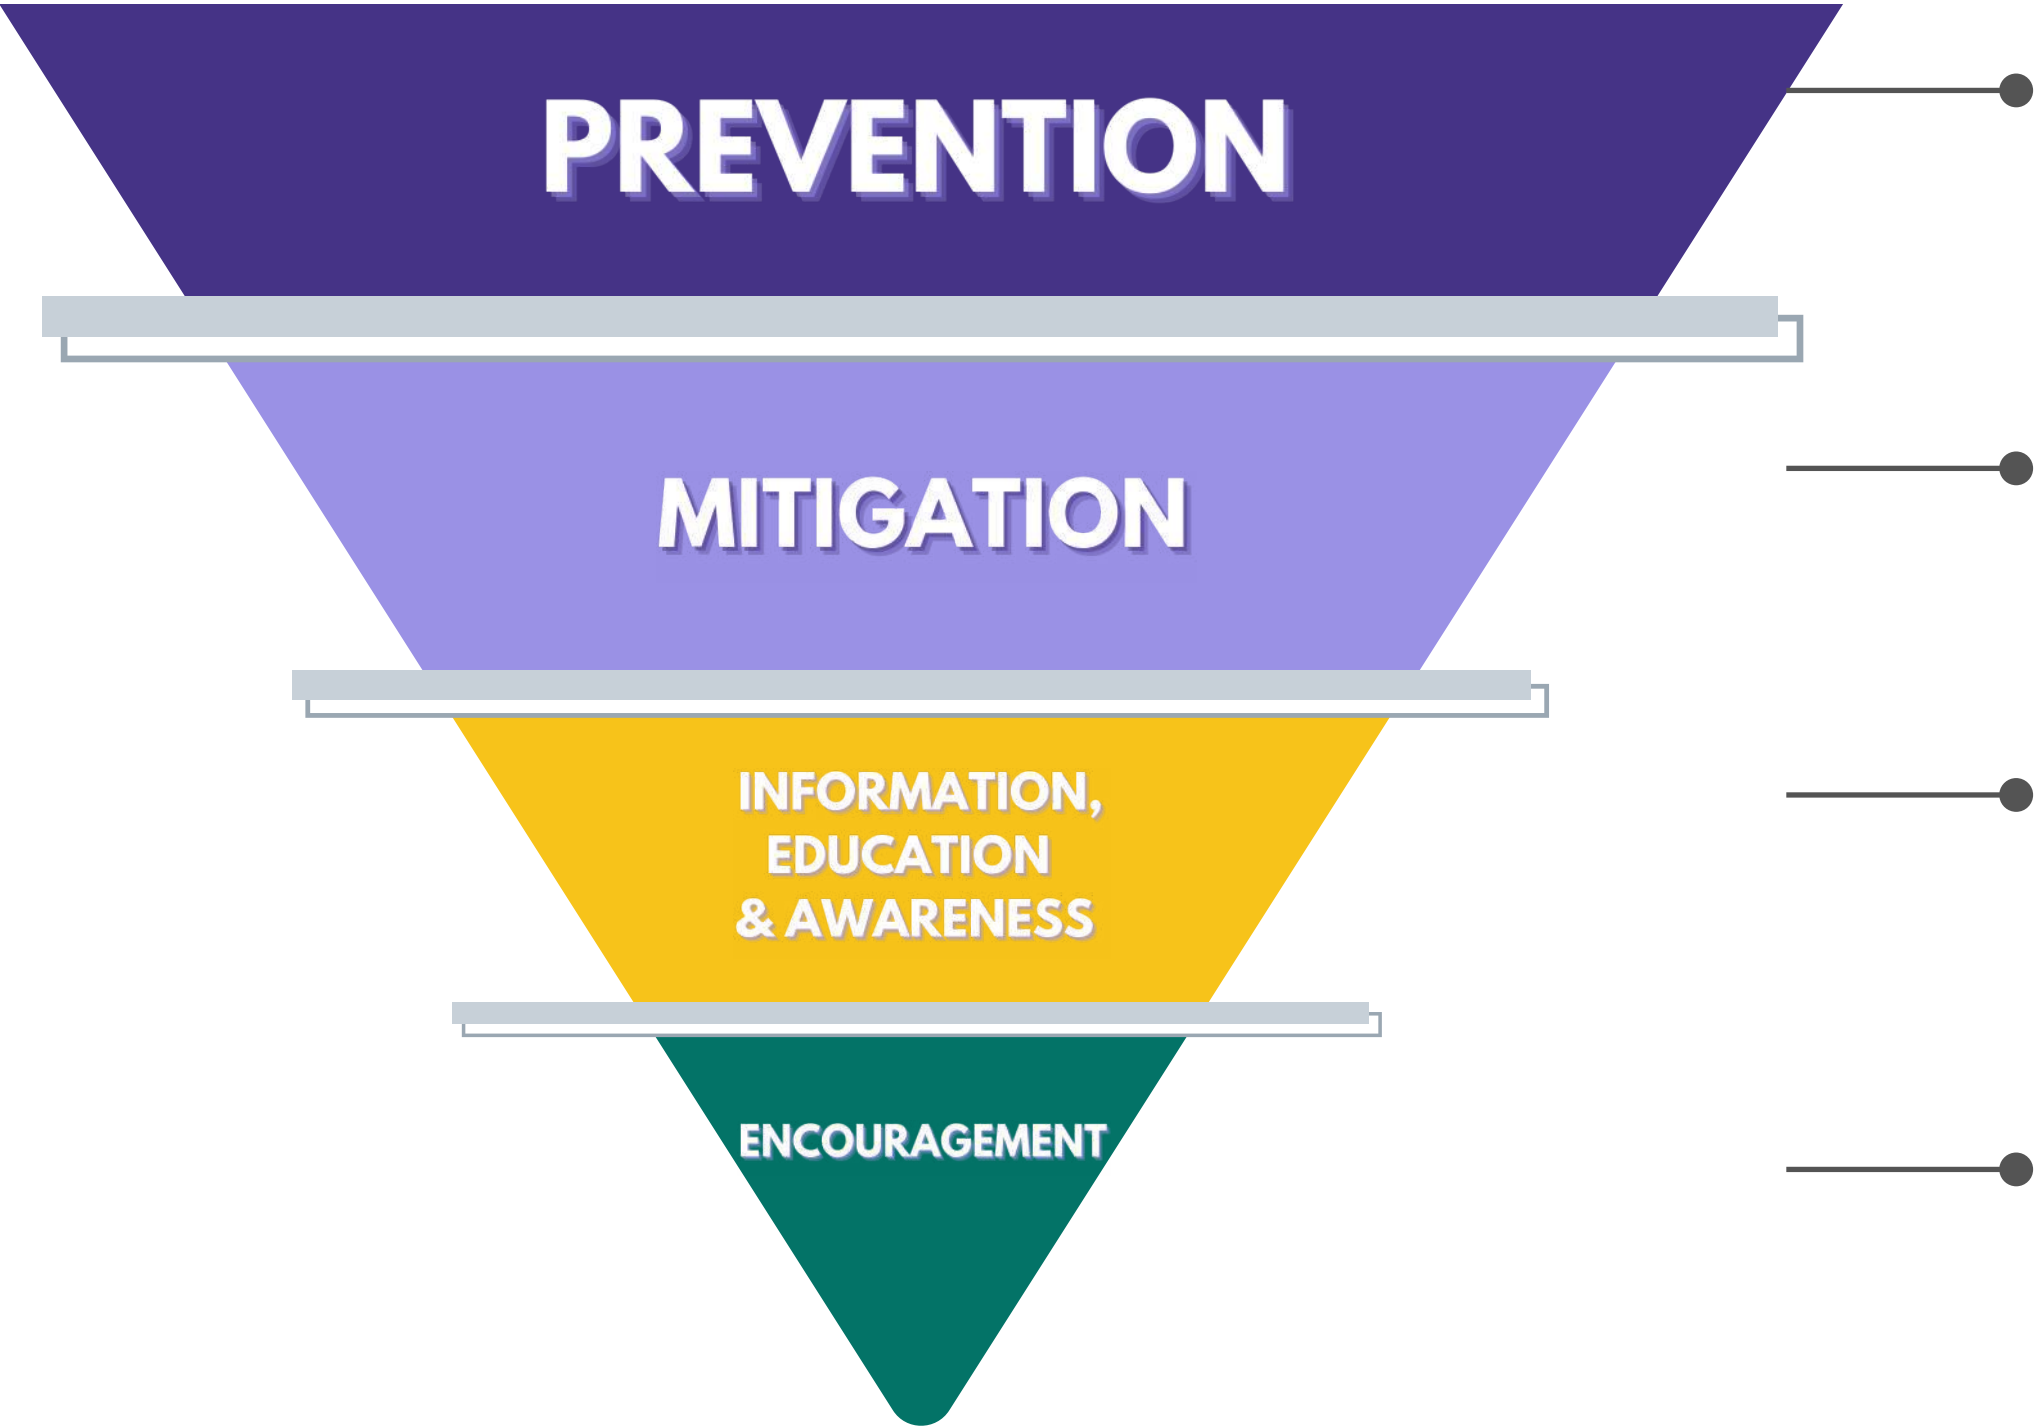 PREVENTION
MITIGATION
INFORMATION,
EDUCATION
& AWARENESS
ENCOURAGEMENT